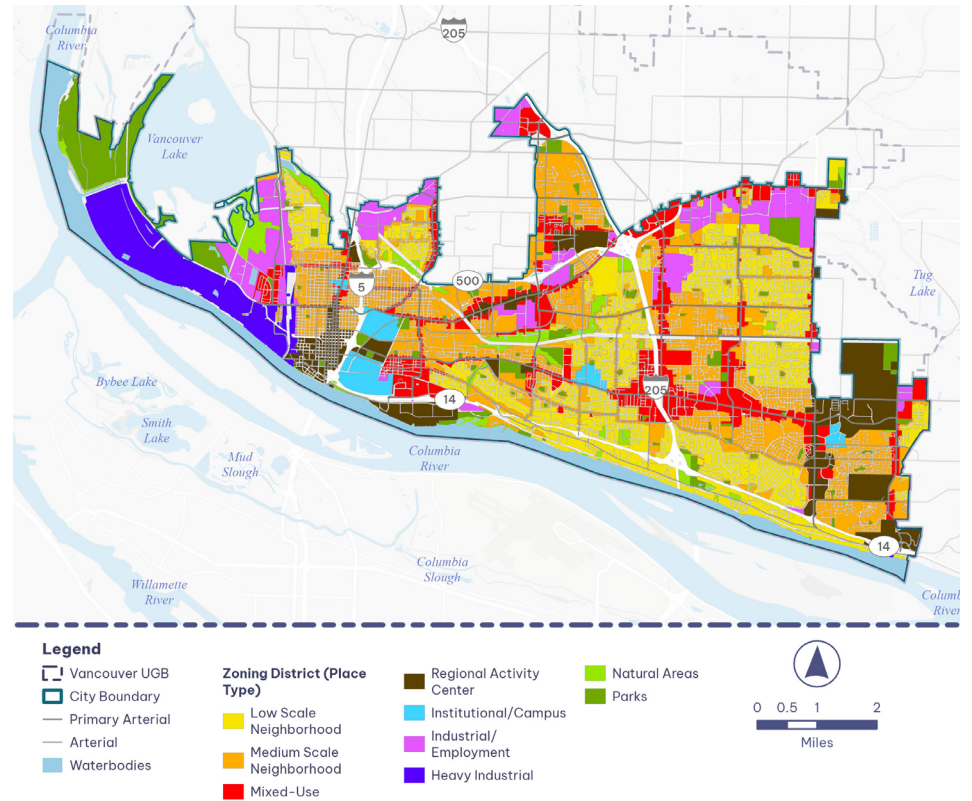 Columbia
River
205
Vancouver
Lake
500
5
Tug
Lake
205
Bybee Lake
Smith
Lake
14
Mud
Slough
Columbia
River
14
Columbia
Slough
Willamette
River
River
Legend
Vancouver UGB
City Boundary
Primary Arterial
Arterial
Waterbodies
Zoning District (Place
Type)
Low Scale
Neighborhood
Medium Scale
Neighborhood
Mixed-Use
Regional Activity
Center
Institutional/Campus
Industrial/
Employment
Heavy Industrial
Natural Areas
Parks
0 0.5 1 2
Miles